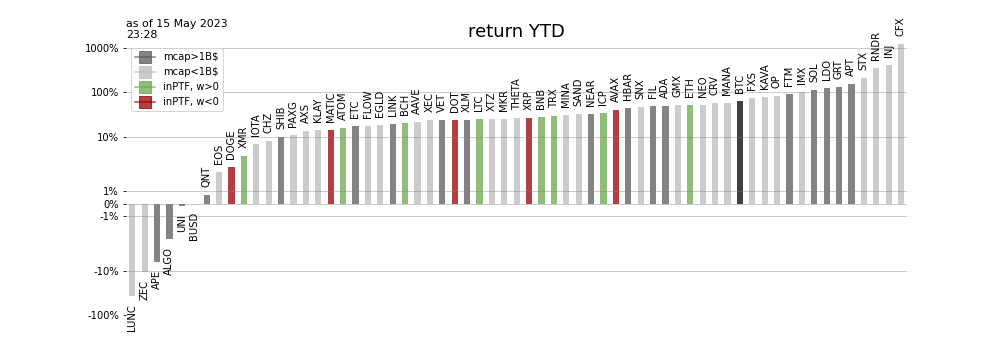 as of 15 May 2023
23:28
return YTD
mcap>1B$
mcap<1B$
inPTF, w>0
inPTF, w<0
1000%
100%
10%
1%
0%
-1%
-10%
-100%
LUNC
ZEC
APE
ALGO
UNI
BUSD
QNT
EOS
DOGE
XMR
IOTA
CHZ
SHIB
PAXG
AXS
KLAY
MATIC
ATOM
ETC
FLOW
EGLD
LINK
BCH
AAVE
XEC
VET
DOT
XLM
LTC
XTZ
MKR
THETA
XRP
BNB
TRX
MINA
SAND
NEAR
ICP
AVAX
HBAR
SNX
FIL
ADA
GMX
ETH
NEO
CRV
MANA
BTC
FXS
KAVA
OP
FTM
IMX
SOL
LDO
GRT
APT
STX
RNDR
INJ
CFX